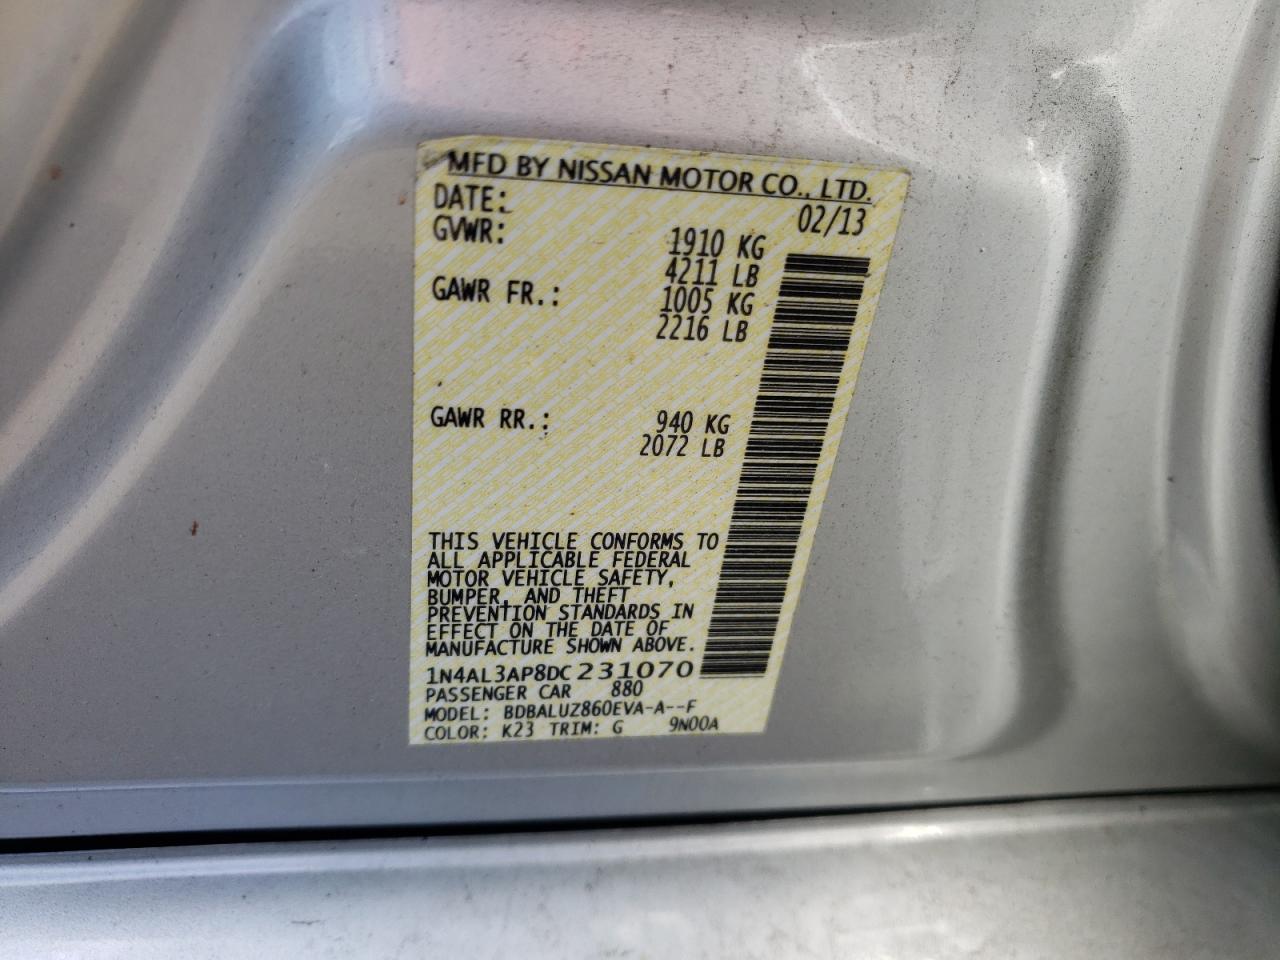 MFD BY NISSAN MOTOR CO., LTD.
DATE: 02/13
GVWR: 1910 KG
4211 LB
GAWR FR.: 1005 KG
2216 LB
GAWR RR.: 940 KG
2072 LB
THIS VEHICLE CONFORMS TO
ALL APPLICABLE FEDERAL
MOTOR VEHICLE SAFETY,
BUMPER, AND THEFT
PREVENTION STANDARDS IN
EFFECT ON THE DATE OF
MANUFACTURE SHOWN ABOVE.
1N4AL3AP8DC231070
PASSENGER CAR 880
MODEL: BDBALUZ860EVA-A--F
COLOR: K23 TRIM: G 9N00A